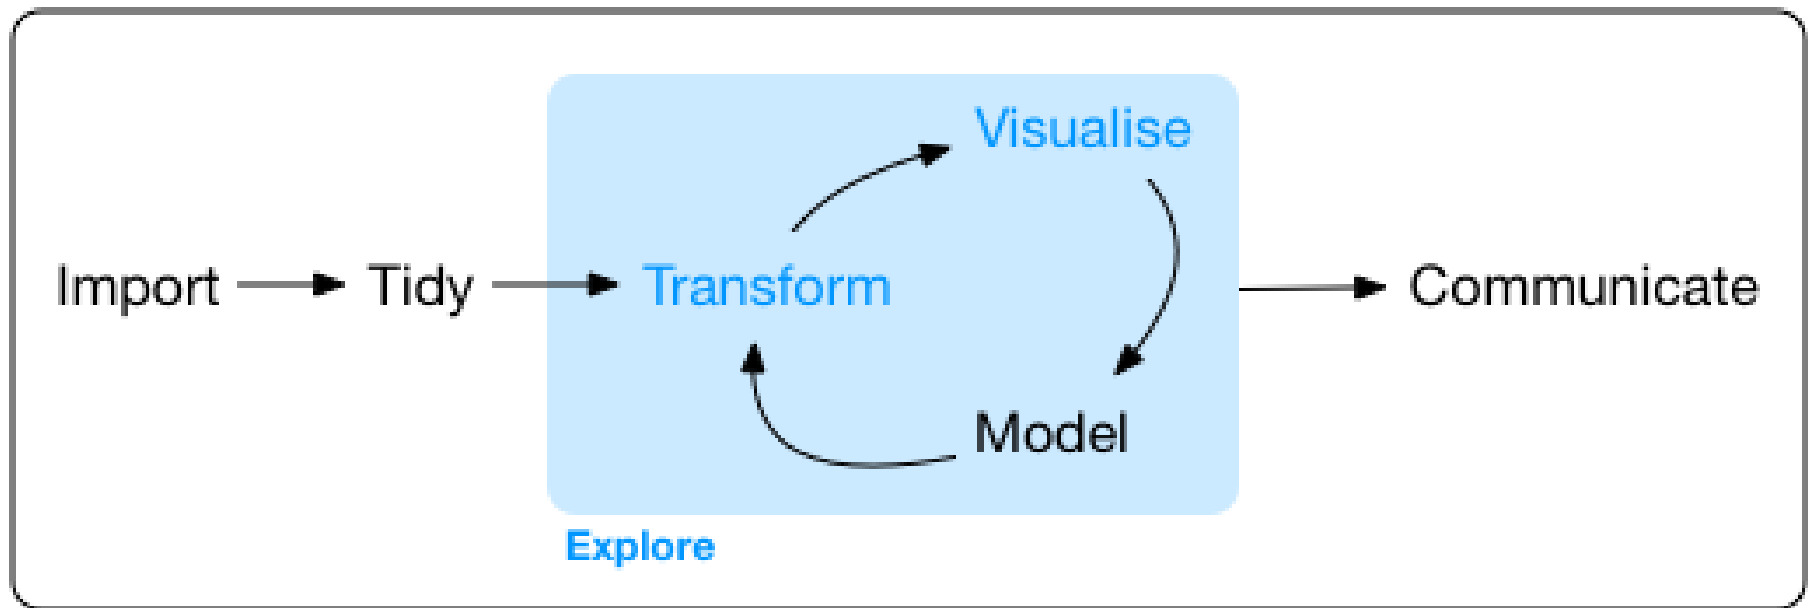 Visualise
Import
Tidy
Transform
Communicate
Model
Explore